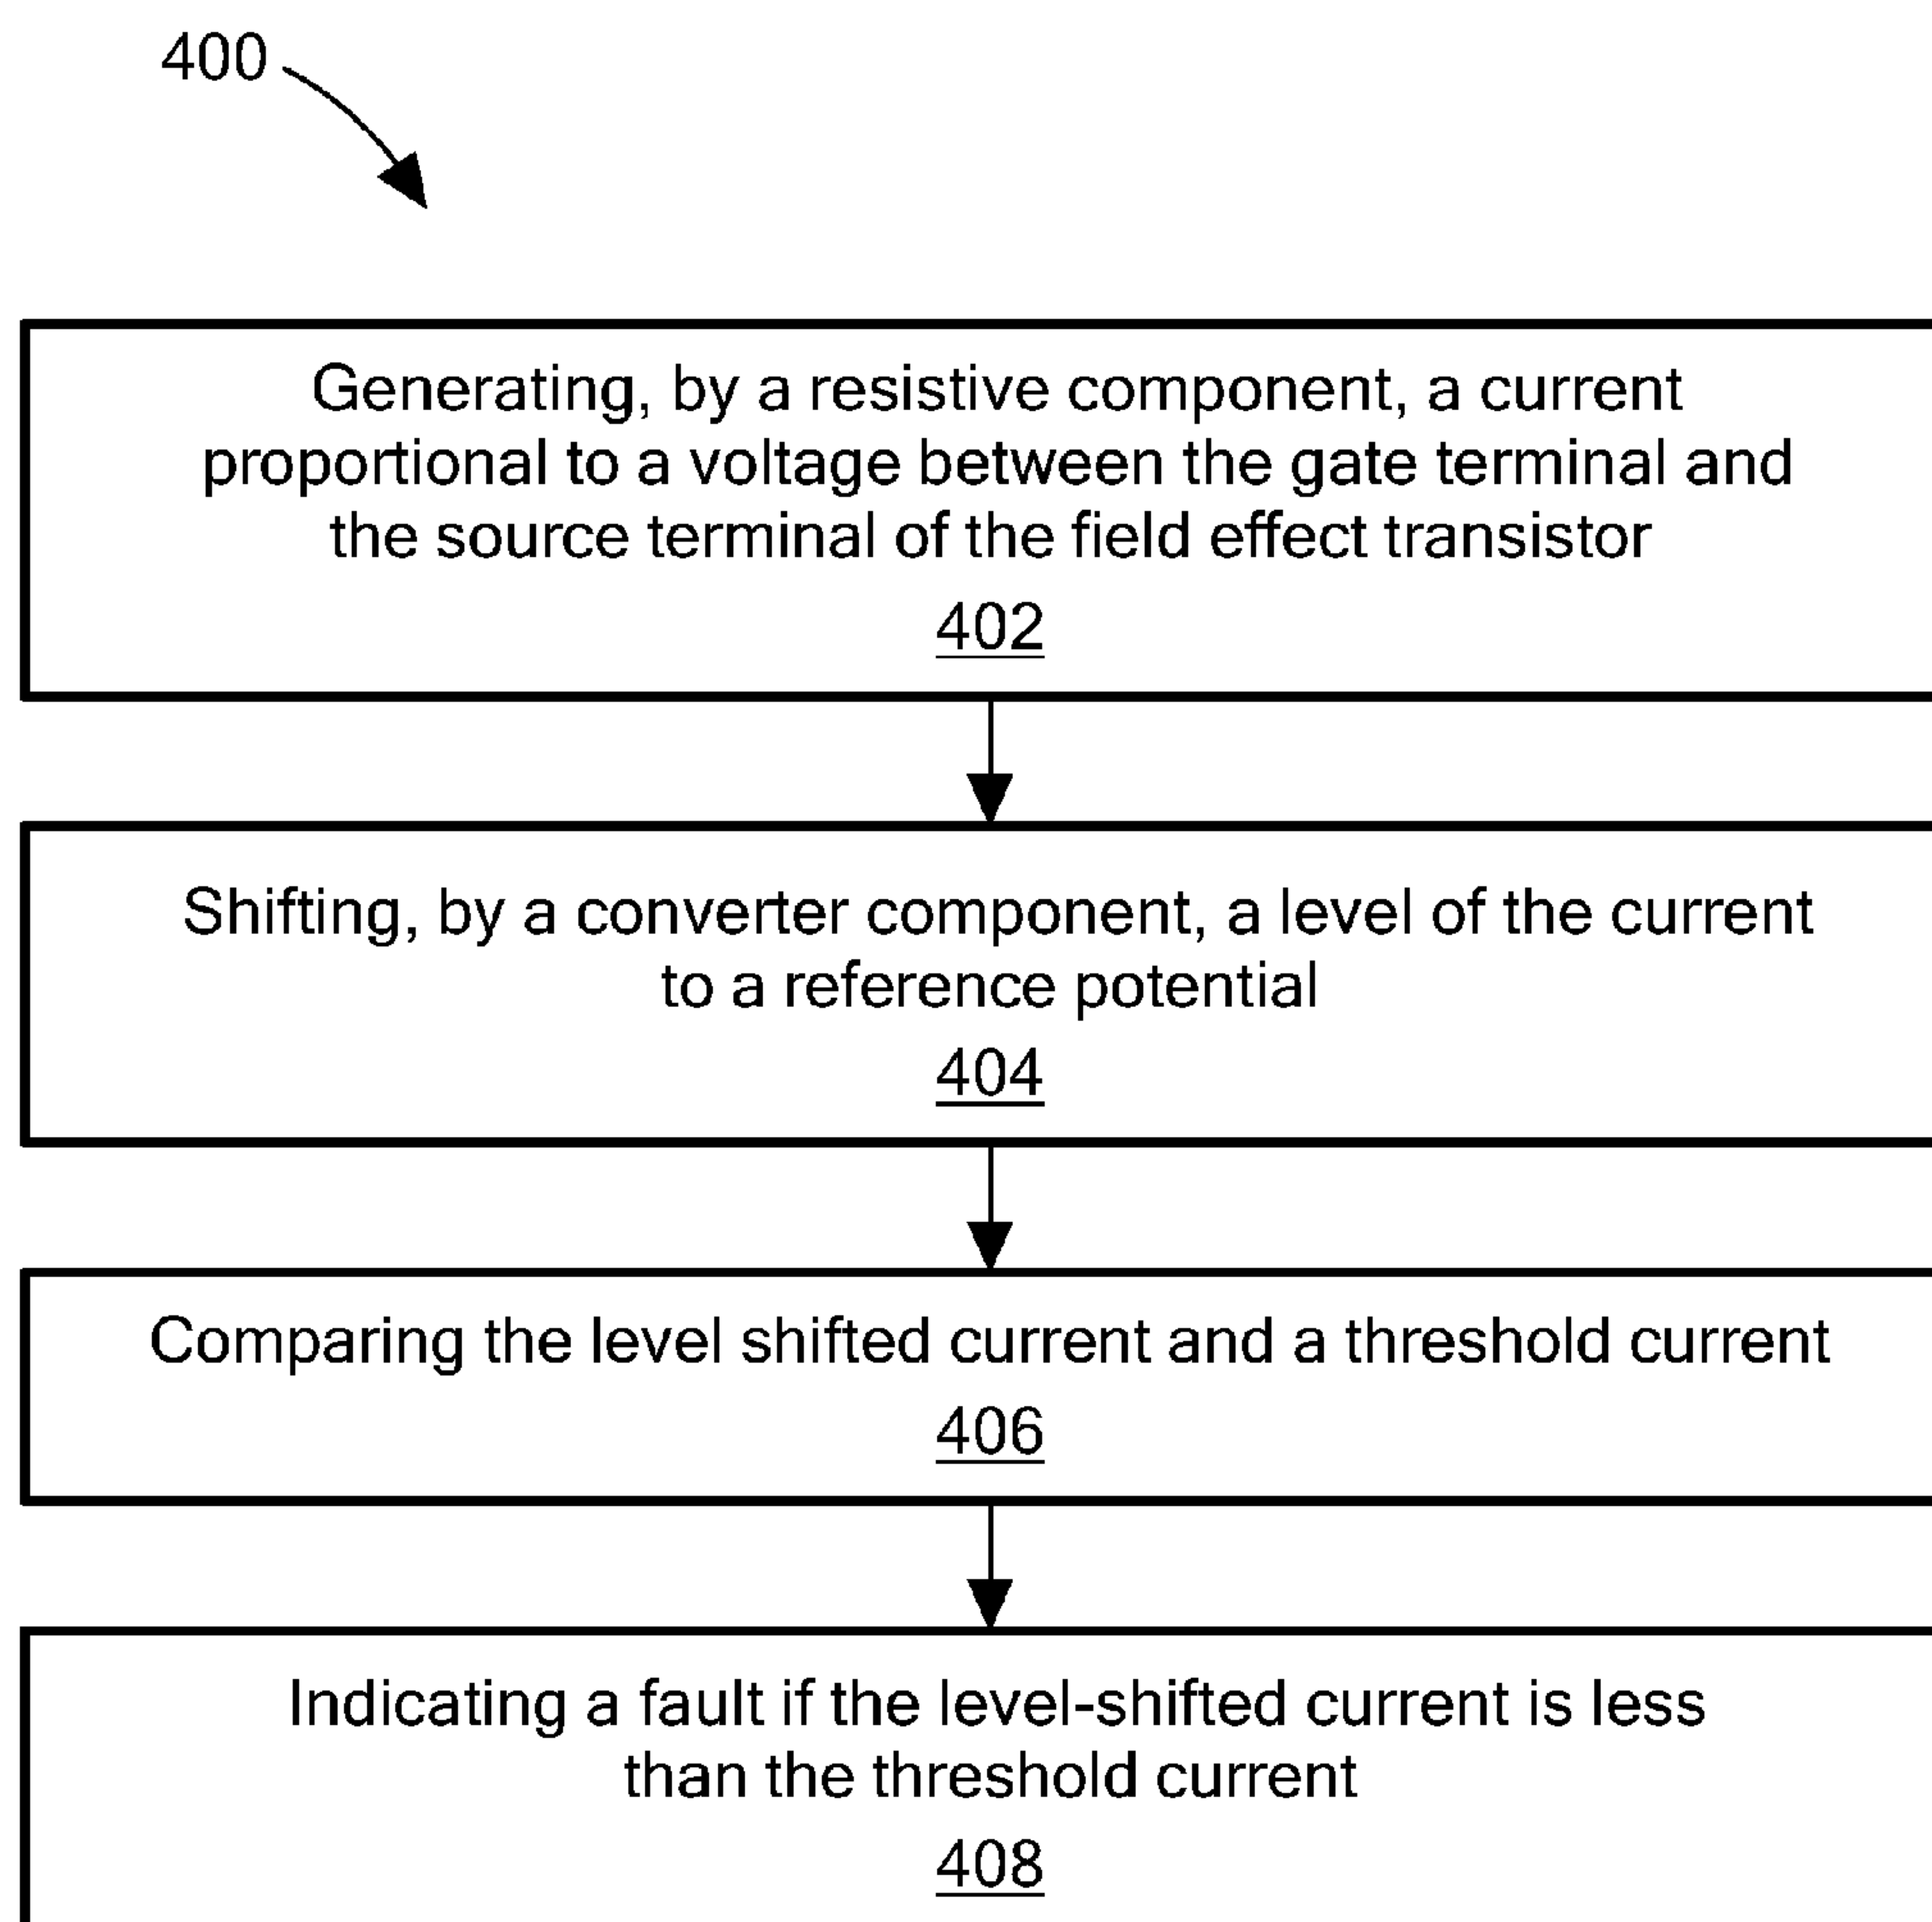 400
Generating, by a resistive component, a current
proportional to a voltage between the gate terminal and
the source terminal of the field effect transistor
402
Shifting, by a converter component, a level of the current
to a reference potential
404
Comparing the level shifted current and a threshold current
406
Indicating a fault if the level-shifted current is less
than the threshold current
408